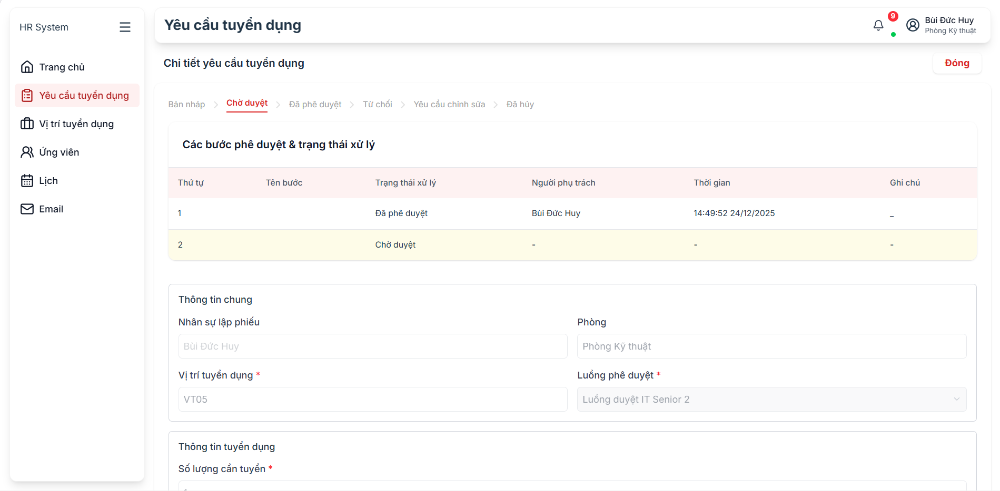 HR System
Trang chủ
Yêu cầu tuyển dụng
Vị trí tuyển dụng
Ứng viên
Lịch
Email
Yêu cầu tuyển dụng
9
Bùi Đức Huy
Phòng Kỹ thuật
Chi tiết yêu cầu tuyển dụng
Đóng
Bản nháp
Chờ duyệt
Đã phê duyệt
Từ chối
Yêu cầu chỉnh sửa
Đã hủy
Các bước phê duyệt & trạng thái xử lý
Thứ tự Tên bước Trạng thái xử lý Người phụ trách Thời gian Ghi chú
1 Đã phê duyệt Bùi Đức Huy 14:49:52 24/12/2025 _
2 Chờ duyệt - - -
Thông tin chung
Nhân sự lập phiếu
Bùi Đức Huy
Phòng
Phòng Kỹ thuật
Vị trí tuyển dụng *
VT05
Luồng phê duyệt *
Luồng duyệt IT Senior 2
Thông tin tuyển dụng
Số lượng cần tuyển *